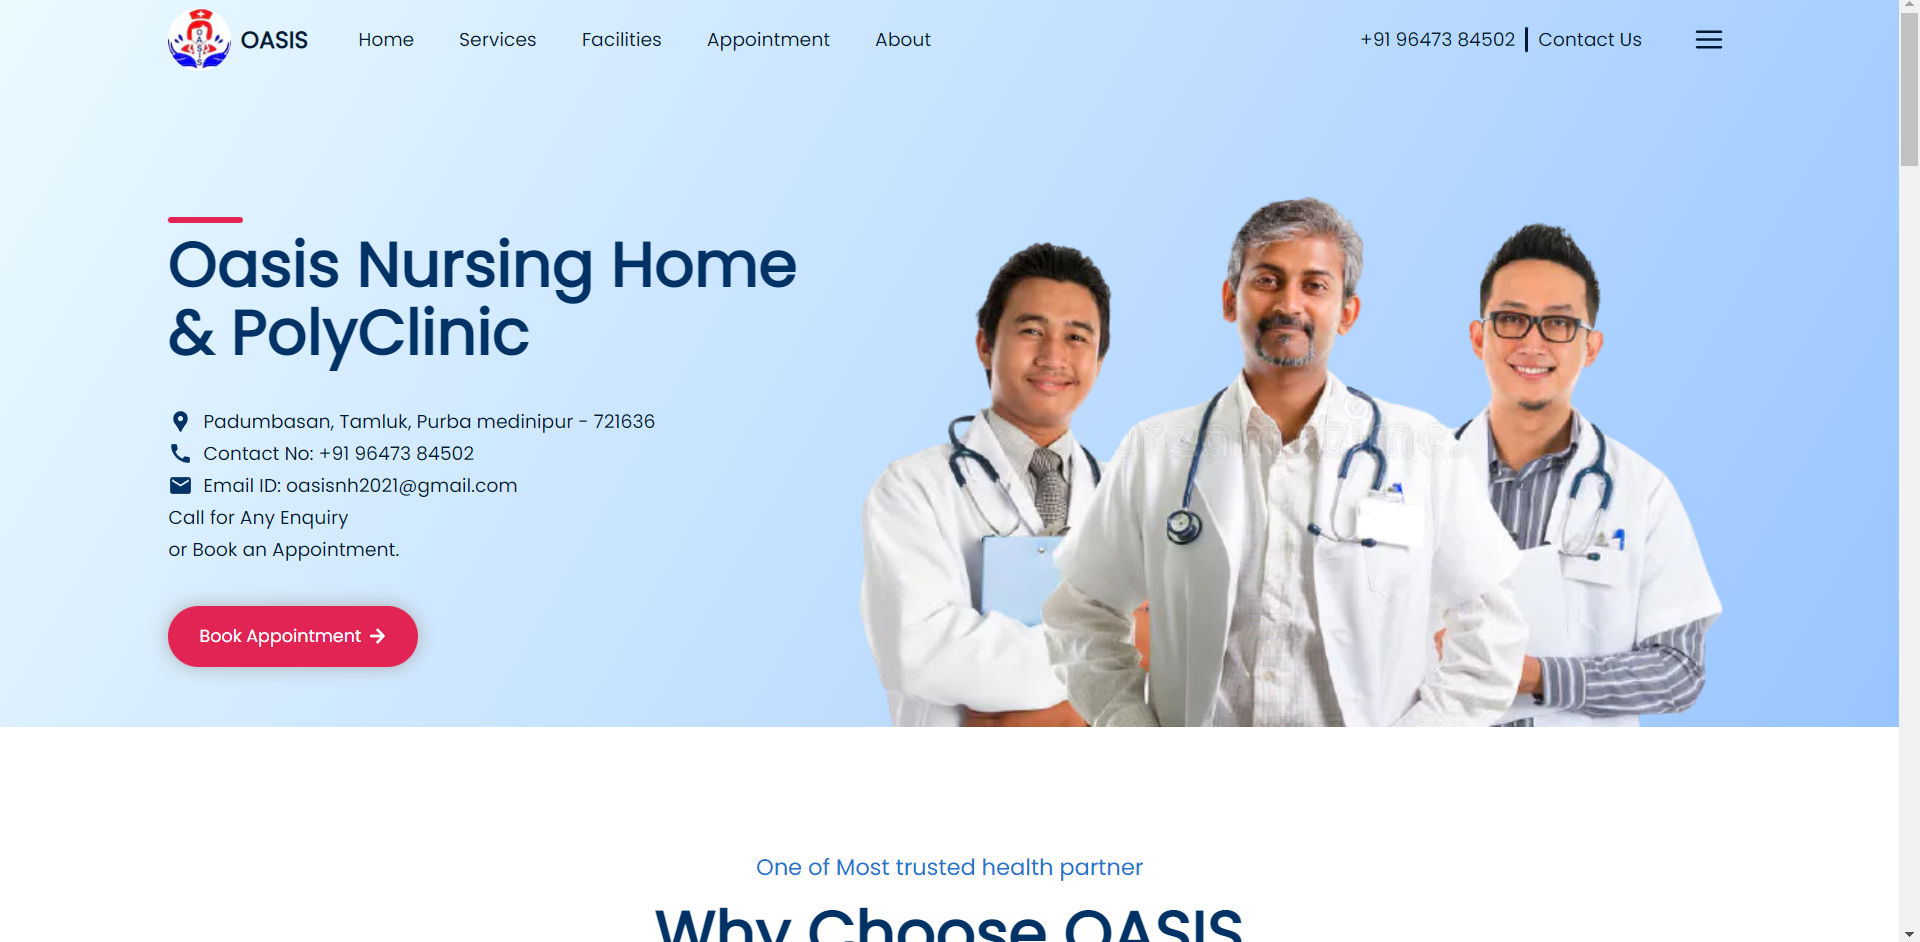 OASIS
OASIS
Home
Services
Facilities
Appointment
About
+91 96473 84502
Contact Us
Oasis Nursing Home
& PolyClinic
Padumbasan, Tamluk, Purba medinipur - 721636
Contact No: +91 96473 84502
Email ID: oasisnh2021@gmail.com
Call for Any Enquiry
or Book an Appointment.
Book Appointment
dreamstime
One of Most trusted health partner
Why Choose OASIS